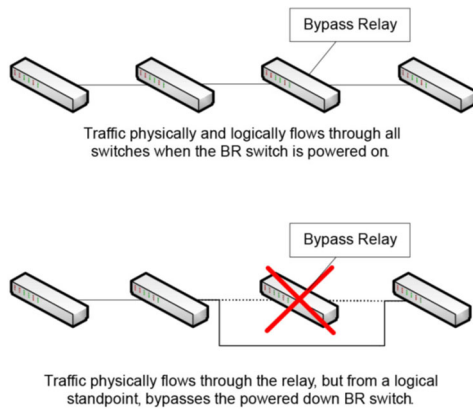 Bypass Relay
Traffic physically and logically flows through all
switches when the BR switch is powered on.
Bypass Relay
Traffic physically flows through the relay, but from a logical
standpoint, bypasses the powered down BR switch.